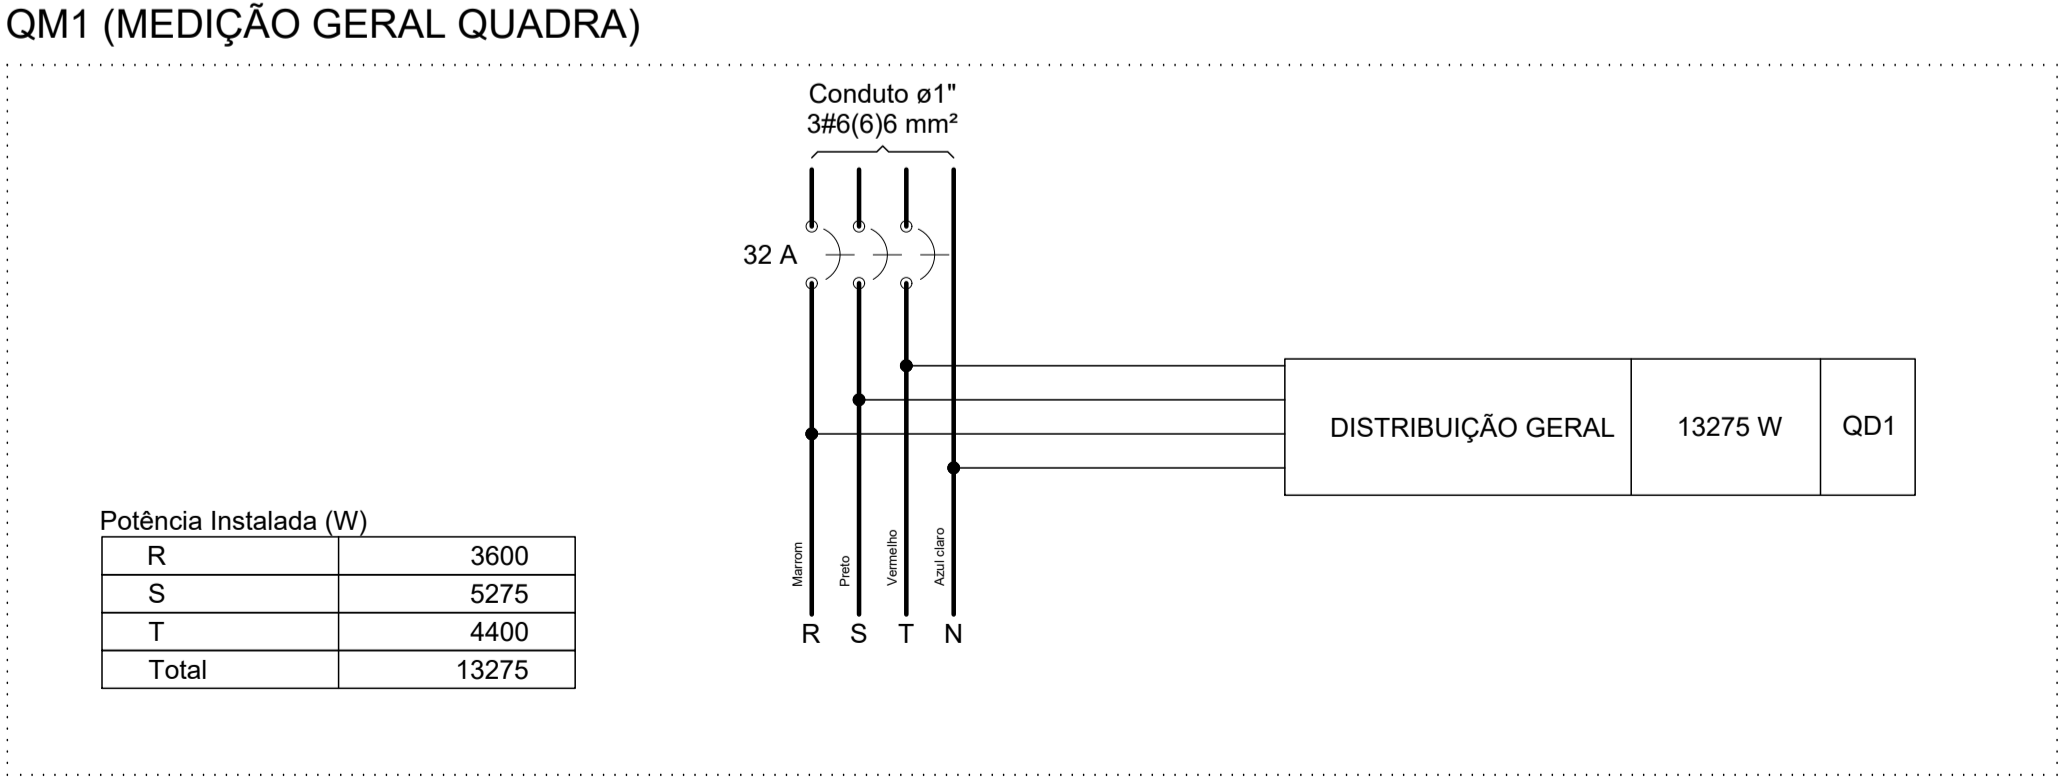 QM1 (MEDIÇÃO GERAL QUADRA)
Conduto ø1"
3#6(6)6 mm²
32 A
DISTRIBUIÇÃO GERAL 13275 W QD1
Potência Instalada (W)
R 3600
S 5275
T 4400
Total 13275
Marrom
Preto
Vermelho
Azul claro
R S T N